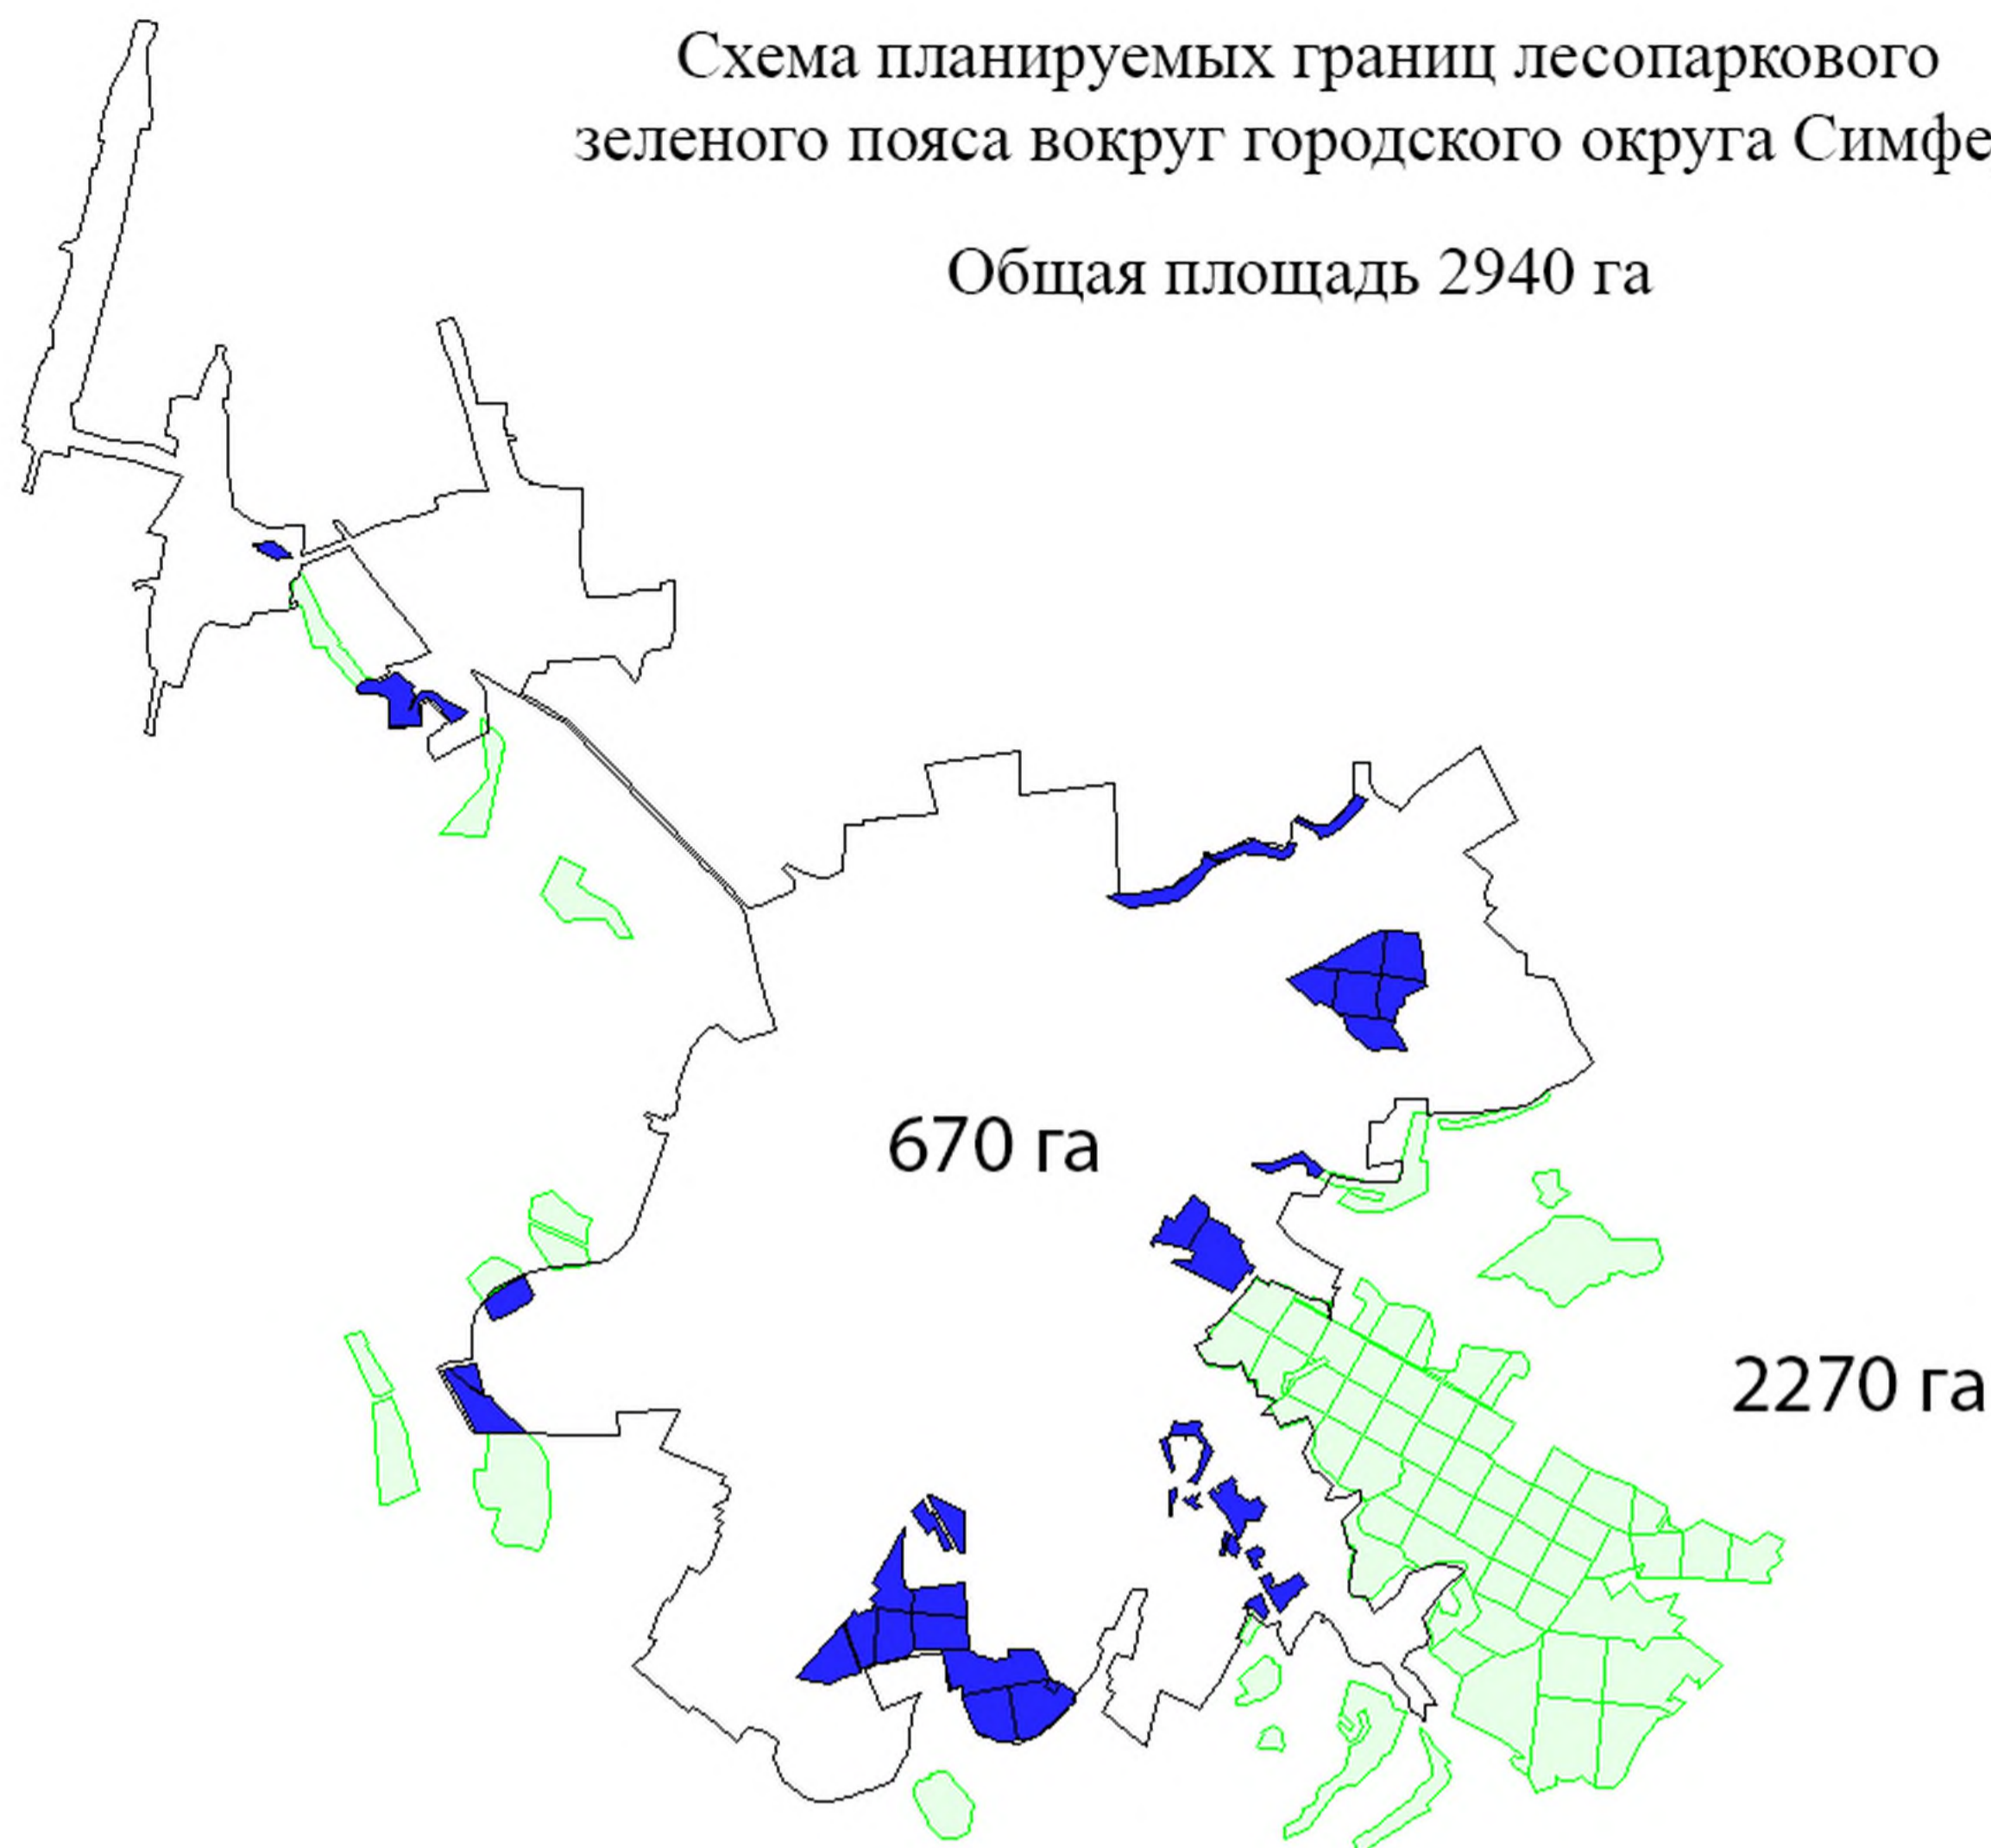 Схема планируемых границ лесопаркового
зеленого пояса вокруг городского округа Симфе
Общая площадь 2940 га
670 га
2270 га